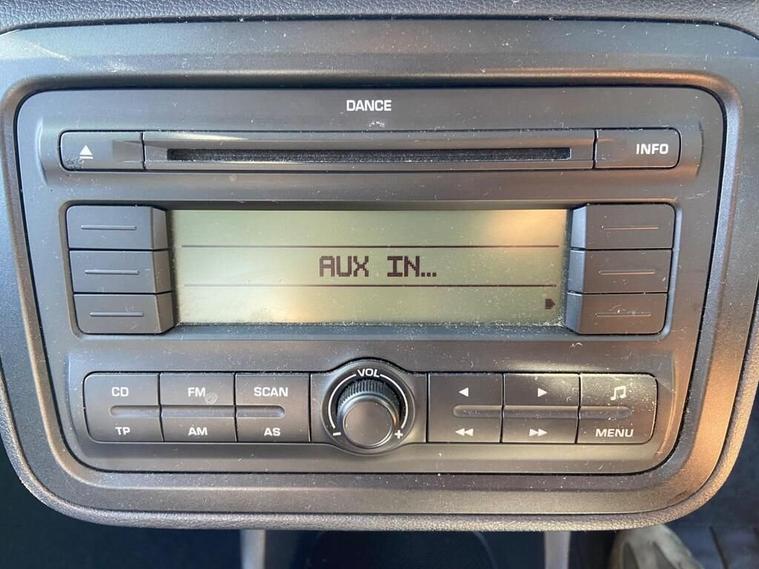 DANCE
INFO
AUX IN...
VOL
CD FM SCAN
- +
TP AM AS MENU